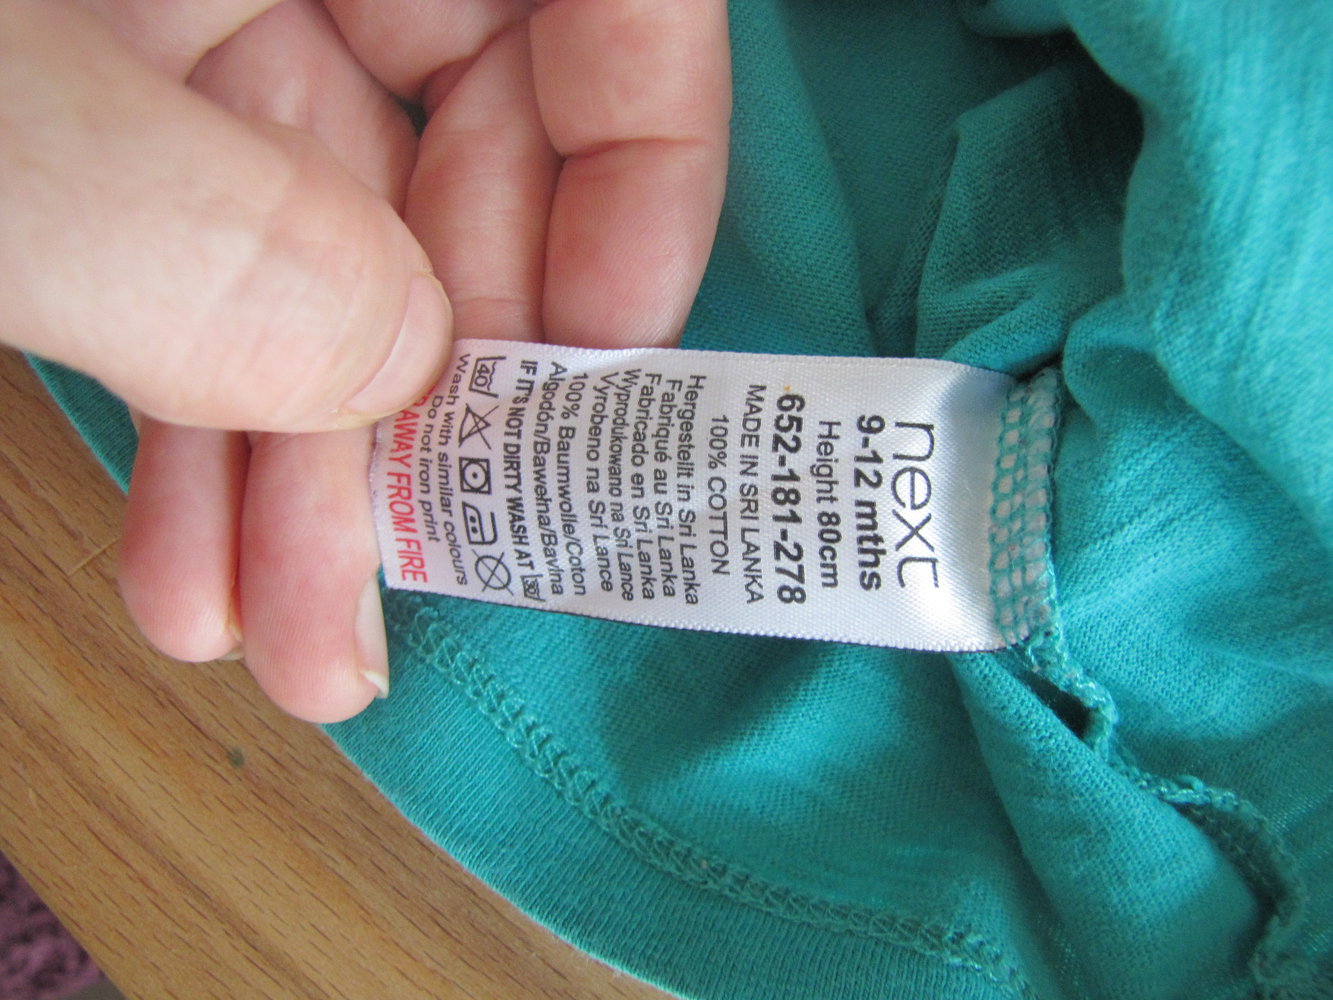 next
9-12 mths
Height 80cm
652-181-278
MADE IN SRI LANKA
100% COTTON
Hergestellt in Sri Lanka
Fabriqué au Sri Lanka
Fabricado en Sri Lanka
Wyprodukowano na Sri Lance
Vyrobeno na Sri Lance
100% Baumwolle/Coton
Algodón/Bawełna/Bavlna
IF IT'S NOT DIRTY WASH AT 30
40
Wash with similar colours
Do not iron print
AWAY FROM FIRE